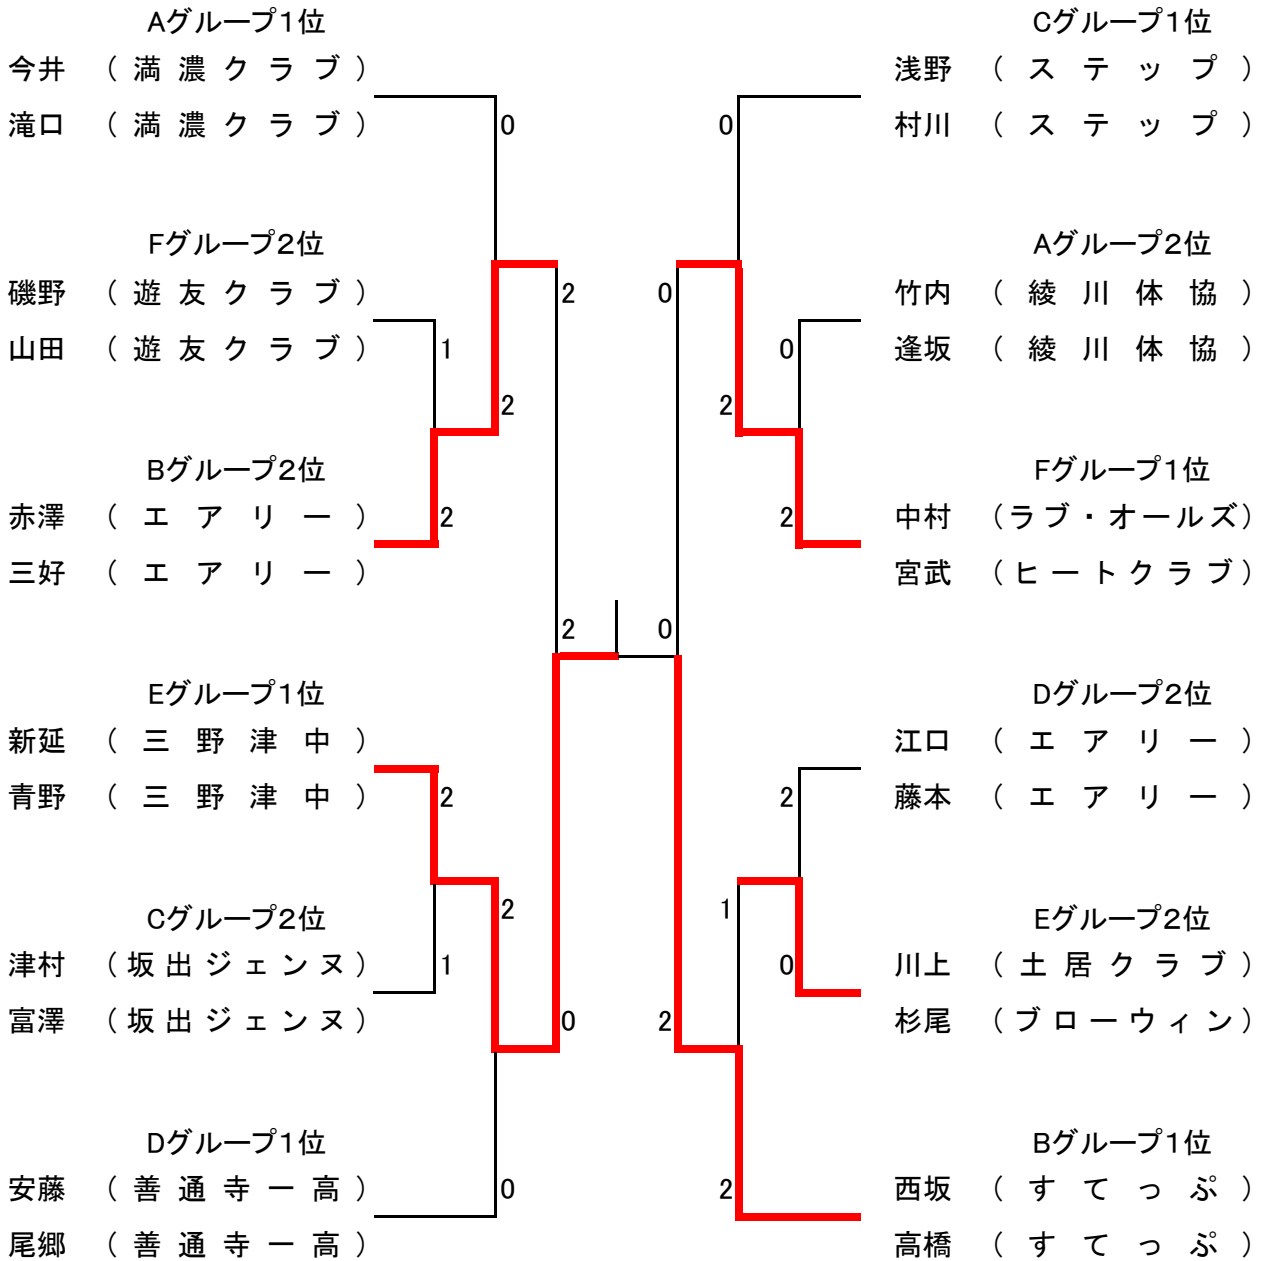 Aグループ1位
今井 (満濃クラブ)
滝口 (満濃クラブ)
0
Fグループ2位
磯野 (遊友クラブ)
山田 (遊友クラブ)
1
2
2
Bグループ2位
赤澤 (エアリー)
三好 (エアリー)
2
2
Eグループ1位
新延 (三野津中)
青野 (三野津中)
2
2
Cグループ2位
津村 (坂出ジェンヌ)
富澤 (坂出ジェンヌ)
1
0
Dグループ1位
安藤 (善通寺一高)
尾郷 (善通寺一高)
0
Cグループ1位
浅野 (ステップ)
村川 (ステップ)
0
Aグループ2位
竹内 (綾川体協)
逢坂 (綾川体協)
0
0
2
Fグループ1位
中村 (ラブ・オールズ)
宮武 (ヒートクラブ)
2
0
Dグループ2位
江口 (エアリー)
藤本 (エアリー)
2
1
Eグループ2位
川上 (土居クラブ)
杉尾 (ブローウィン)
0
2
Bグループ1位
西坂 (すてっぷ)
高橋 (すてっぷ)
2